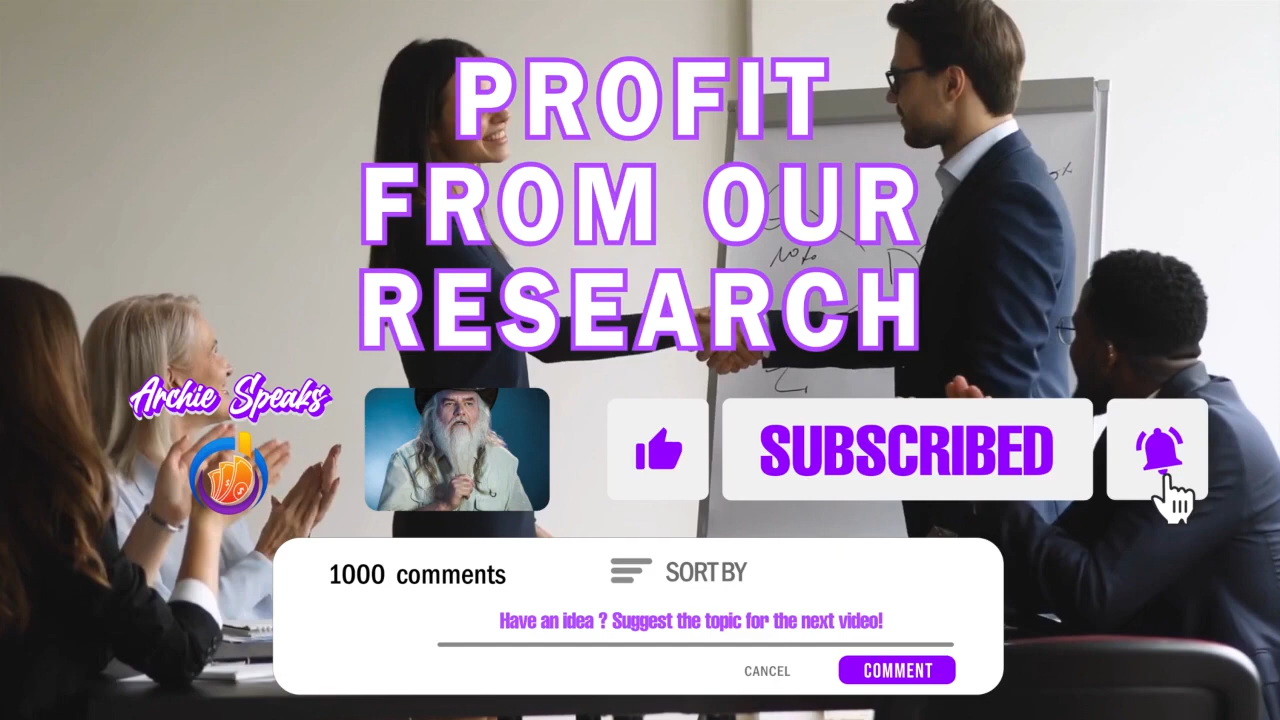 PROFIT
FROM OUR
RESEARCH
Archie Speaks
SUBSCRIBED
1000 comments
SORT BY
Have an idea ? Suggest the topic for the next video!
CANCEL
COMMENT